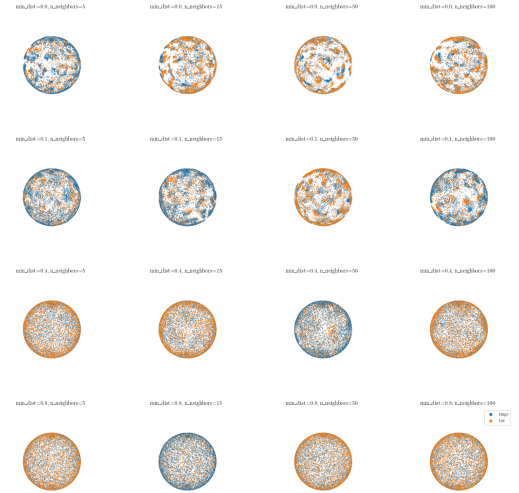 min_dist=0.0, n_neighbors=5
min_dist=0.0, n_neighbors=15
min_dist=0.0, n_neighbors=50
min_dist=0.0, n_neighbors=100
min_dist=0.1, n_neighbors=5
min_dist=0.1, n_neighbors=15
min_dist=0.1, n_neighbors=50
min_dist=0.1, n_neighbors=100
min_dist=0.4, n_neighbors=5
min_dist=0.4, n_neighbors=15
min_dist=0.4, n_neighbors=50
min_dist=0.4, n_neighbors=100
min_dist=0.8, n_neighbors=5
min_dist=0.8, n_neighbors=15
min_dist=0.8, n_neighbors=50
min_dist=0.8, n_neighbors=100